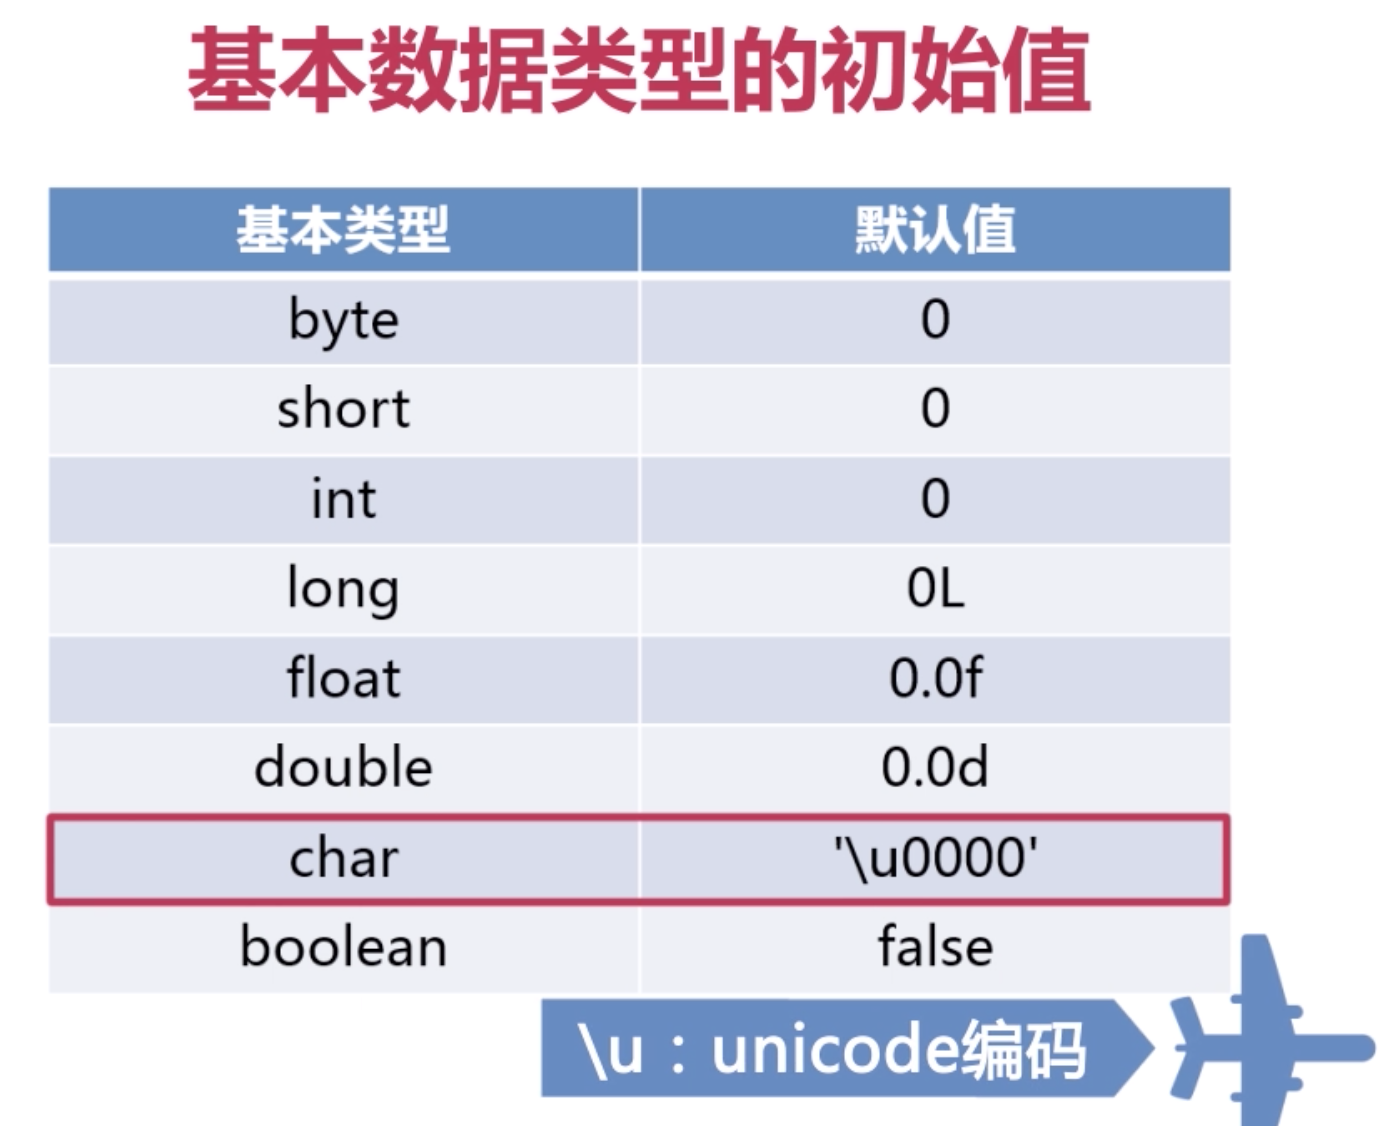 基本数据类型的初始值
基本类型 默认值
byte 0
short 0
int 0
long 0L
float 0.0f
double 0.0d
char '\u0000'
boolean false
\u：unicode编码